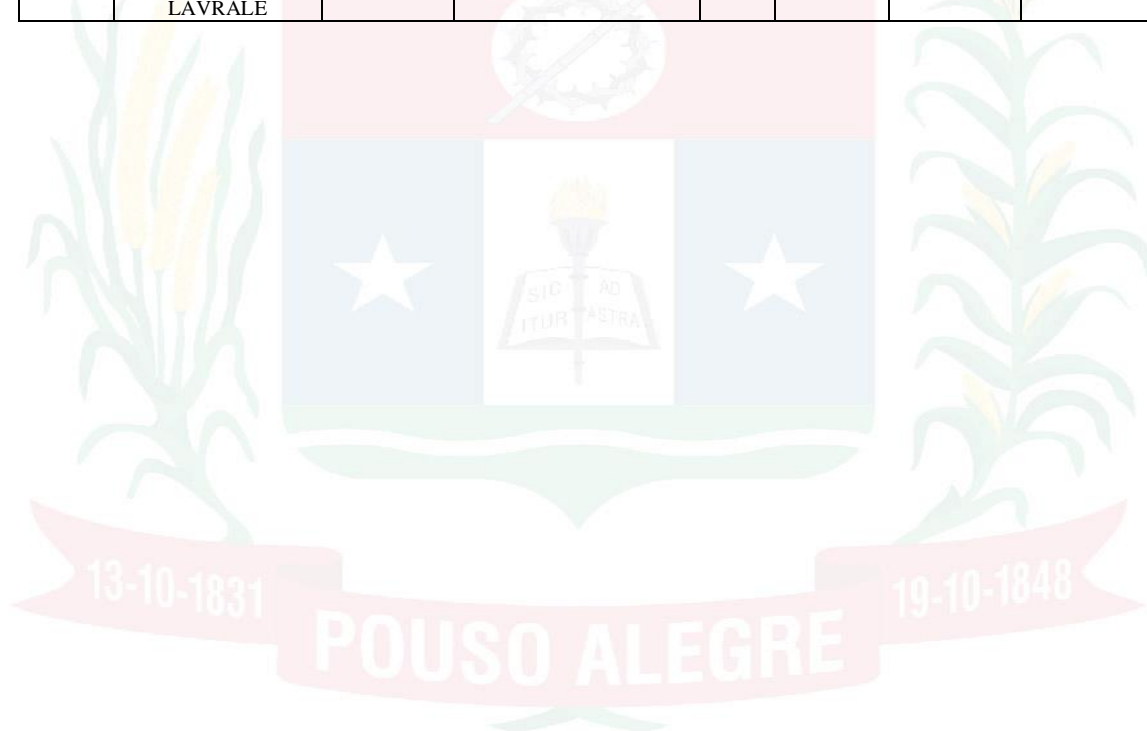 LAVRALE
SIC AD
ITUR ASTRA
13-10-1831
19-10-1848
POUSO ALEGRE